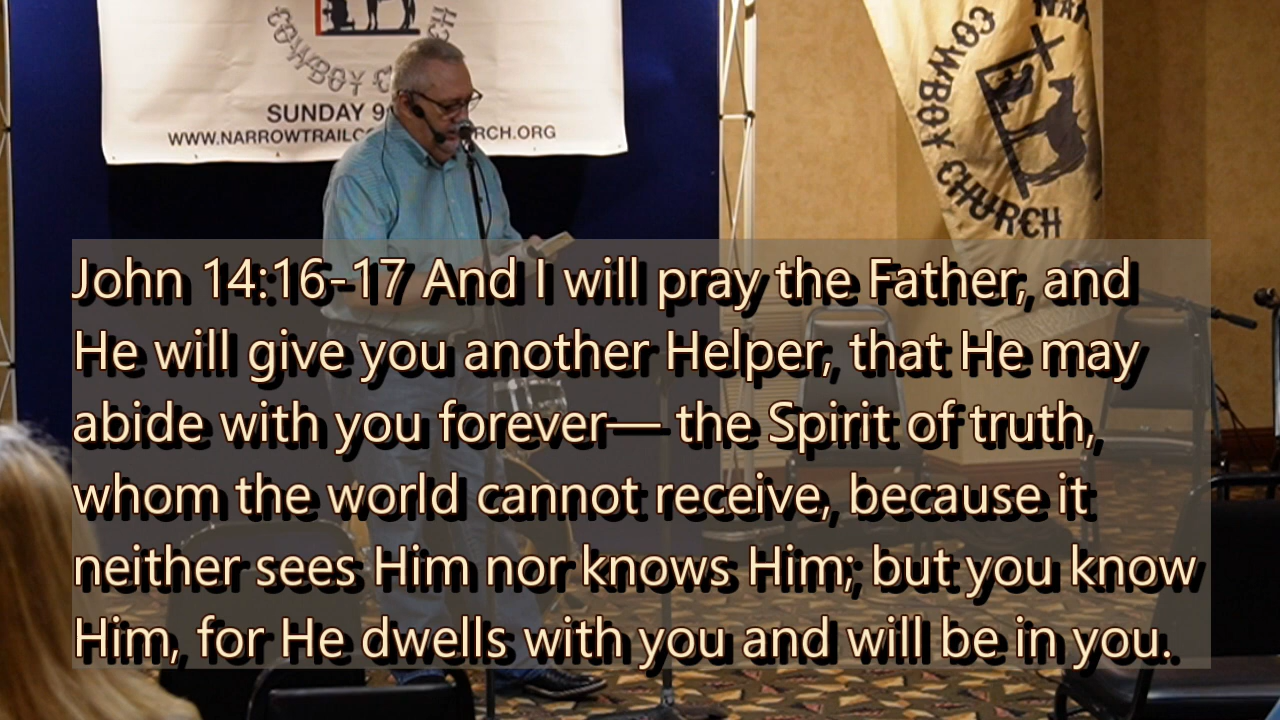 COWBOY
SUNDAY 9
WWW.NARROWTRAILC RCH.ORG
COWBOY CHURCH
John 14:16-17 And I will pray the Father, and
He will give you another Helper, that He may
abide with you forever— the Spirit of truth,
whom the world cannot receive, because it
neither sees Him nor knows Him; but you know
Him, for He dwells with you and will be in you.